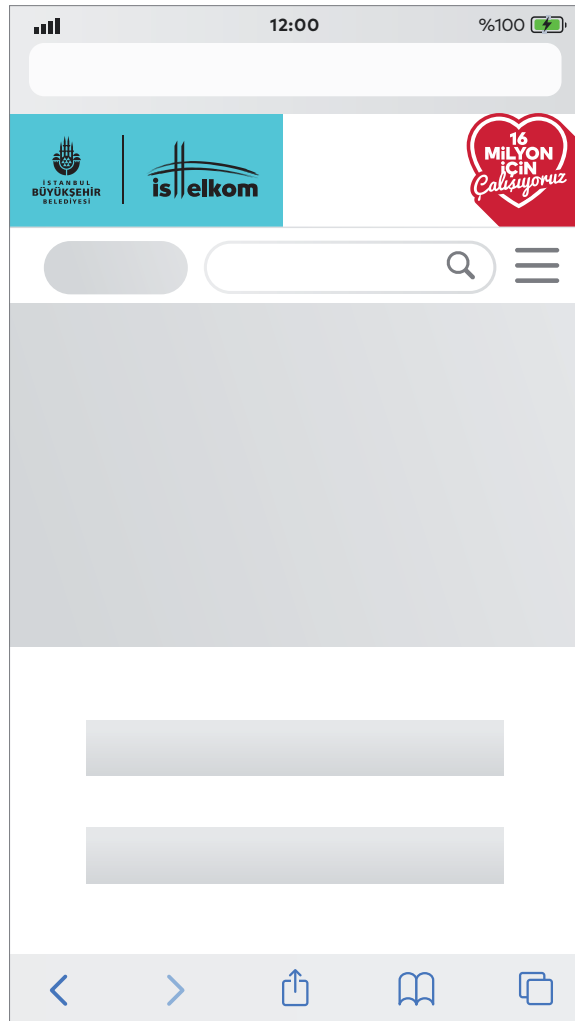 12:00
%100
İSTANBUL
BÜYÜKŞEHİR
BELEDİYESİ
isttelkom
16
MİLYON
İÇİN
Çalışıyoruz